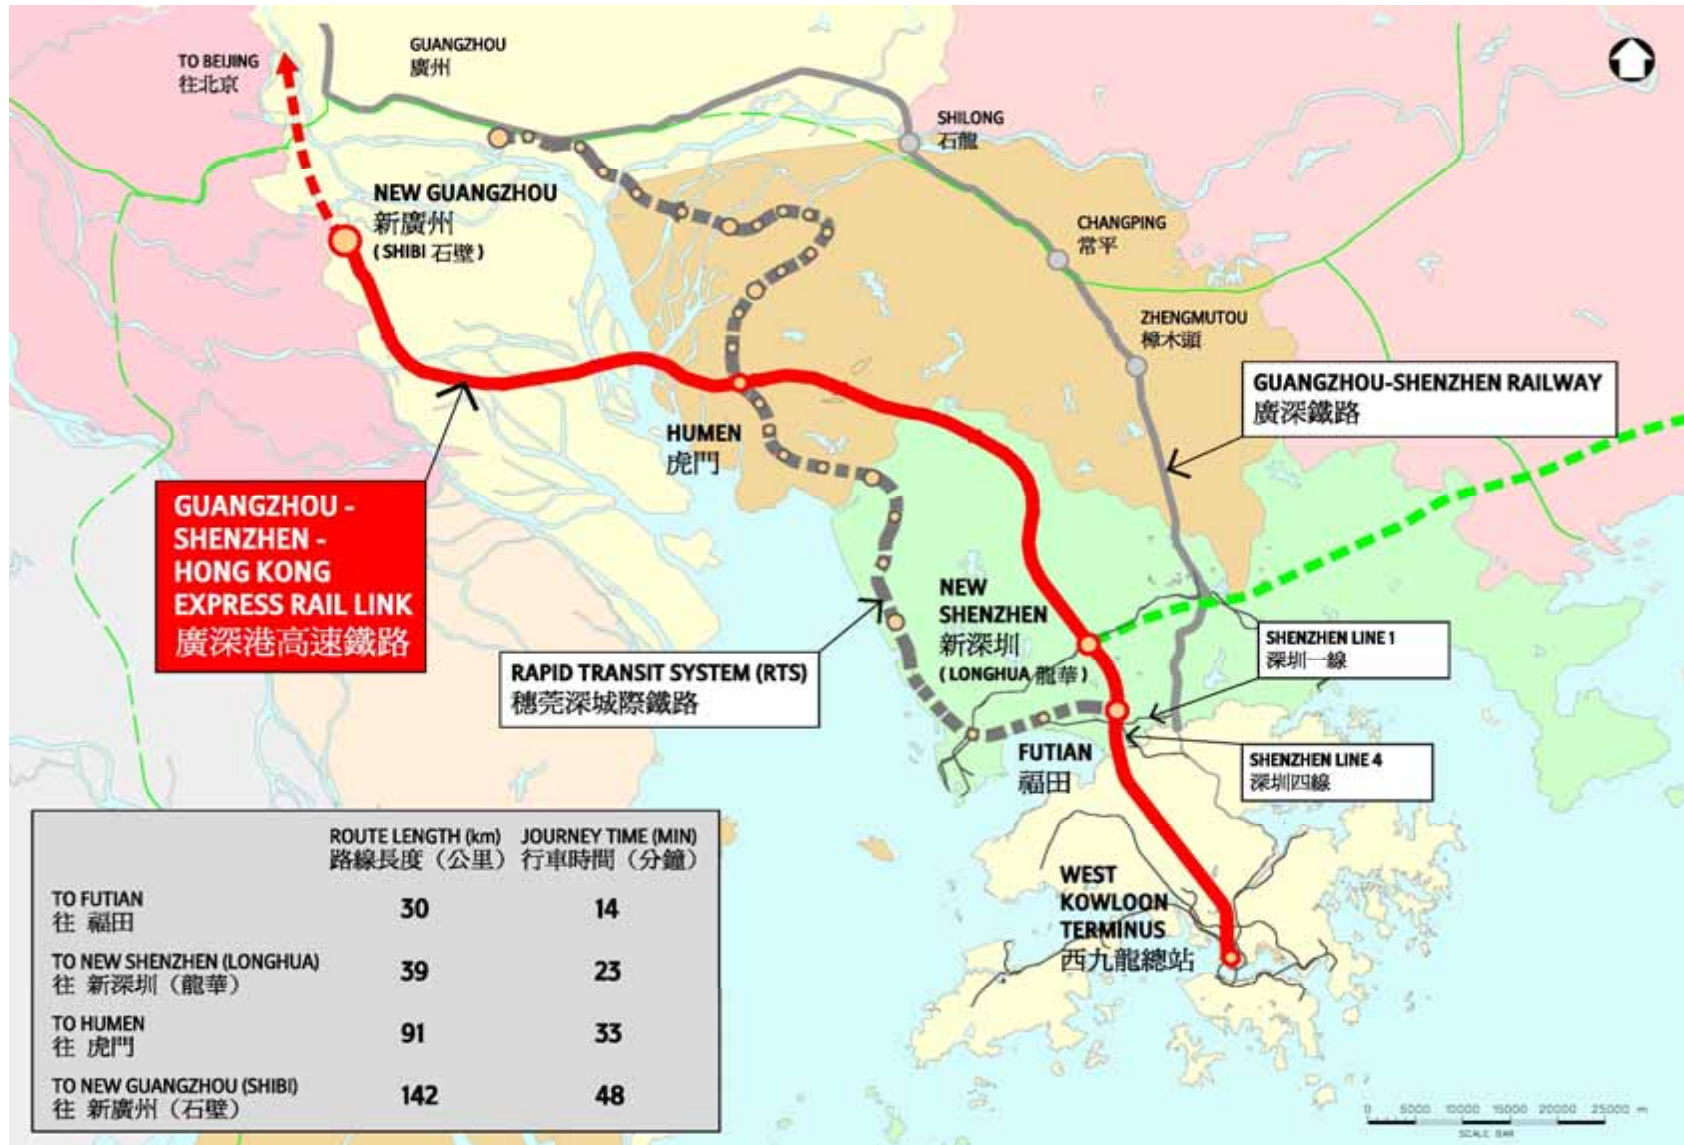 TO BEIJING
往北京
GUANGZHOU
廣州
SHILONG
石龍
NEW GUANGZHOU
新廣州
( SHIBI 石壁 )
CHANGPING
常平
ZHENGMUTOU
樟木頭
GUANGZHOU-SHENZHEN RAILWAY
廣深鐵路
HUMEN
虎門
GUANGZHOU -
SHENZHEN -
HONG KONG
EXPRESS RAIL LINK
廣深港高速鐵路
NEW
SHENZHEN
新深圳
( LONGHUA 龍華 )
RAPID TRANSIT SYSTEM (RTS)
穗莞深城際鐵路
SHENZHEN LINE 1
深圳一線
FUTIAN
福田
SHENZHEN LINE 4
深圳四線
WEST
KOWLOON
TERMINUS
西九龍總站
ROUTE LENGTH (km) JOURNEY TIME (MIN)
路線長度（公里） 行車時間（分鐘）
TO FUTIAN
往 福田 30 14
TO NEW SHENZHEN (LONGHUA)
往 新深圳（龍華） 39 23
TO HUMEN
往 虎門 91 33
TO NEW GUANGZHOU (SHIBI)
往 新廣州（石壁） 142 48
0 5000 10000 15000 20000 25000 m
SCALE BAR